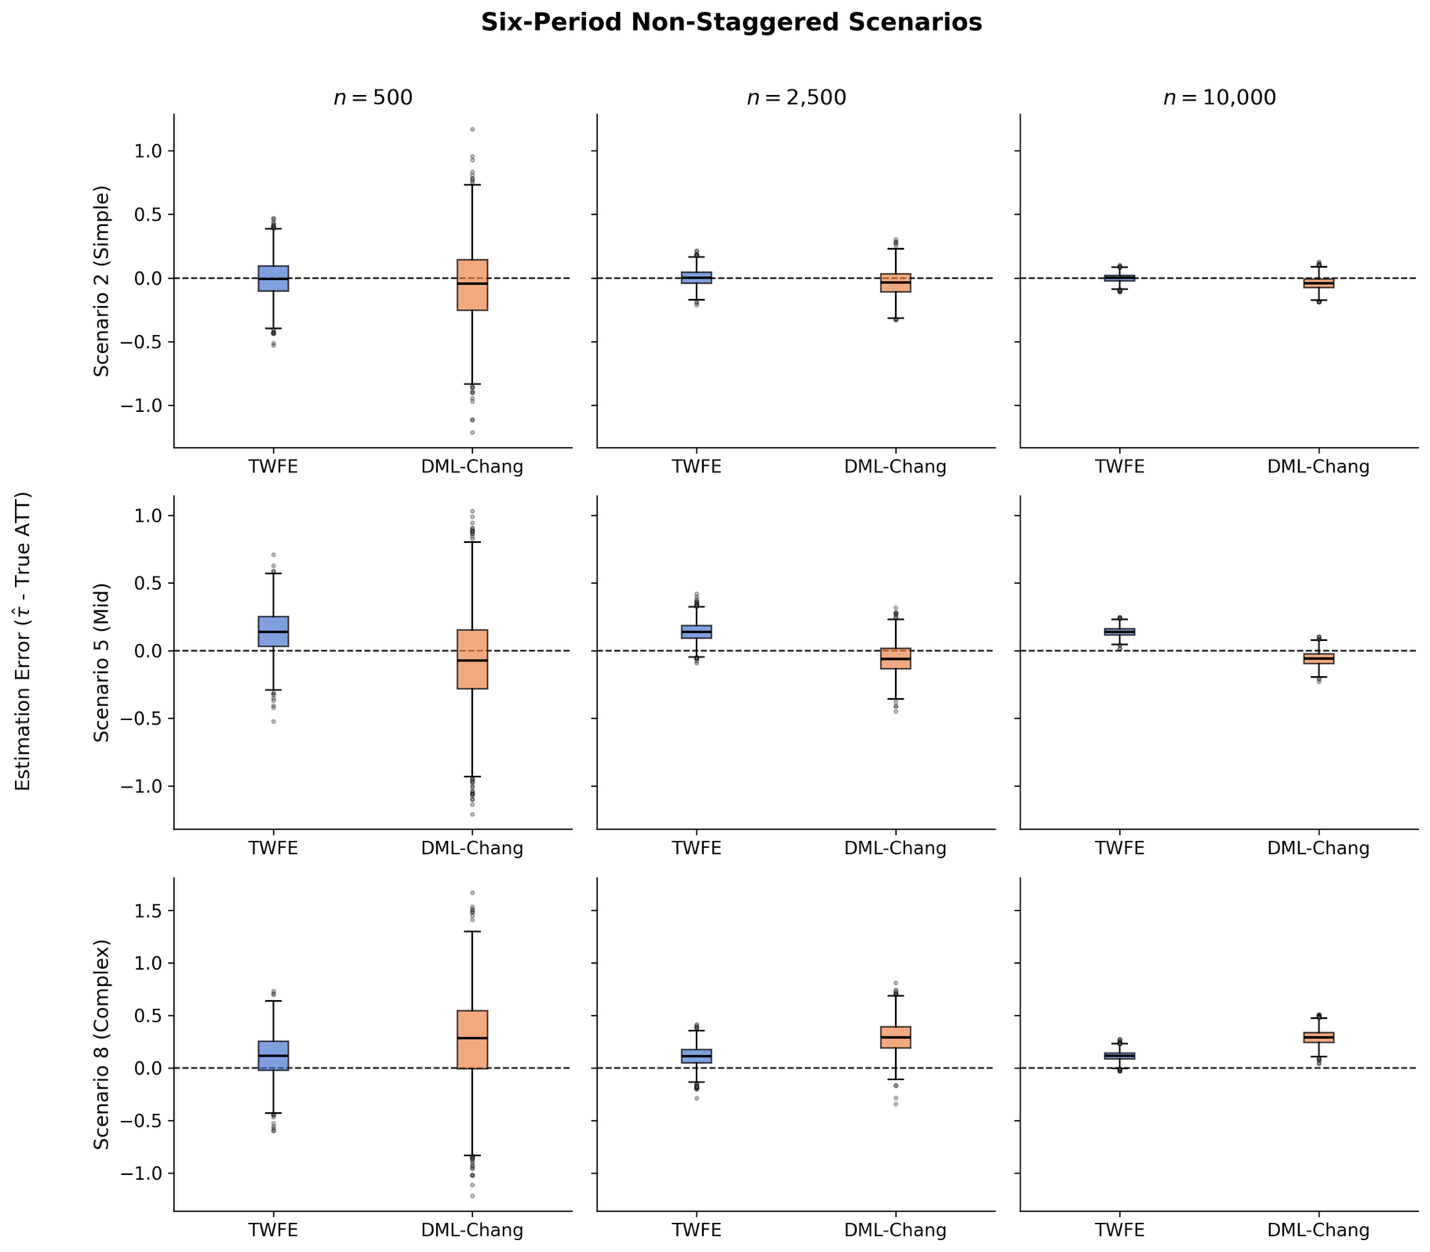 Six-Period Non-Staggered Scenarios
n = 500
n = 2,500
n = 10,000
Estimation Error (τ̂ - True ATT)
Scenario 2 (Simple)
1.0
0.5
0.0
−0.5
−1.0
TWFE
DML-Chang
TWFE
DML-Chang
TWFE
DML-Chang
Scenario 5 (Mid)
1.0
0.5
0.0
−0.5
−1.0
TWFE
DML-Chang
TWFE
DML-Chang
TWFE
DML-Chang
Scenario 8 (Complex)
1.5
1.0
0.5
0.0
−0.5
−1.0
TWFE
DML-Chang
TWFE
DML-Chang
TWFE
DML-Chang